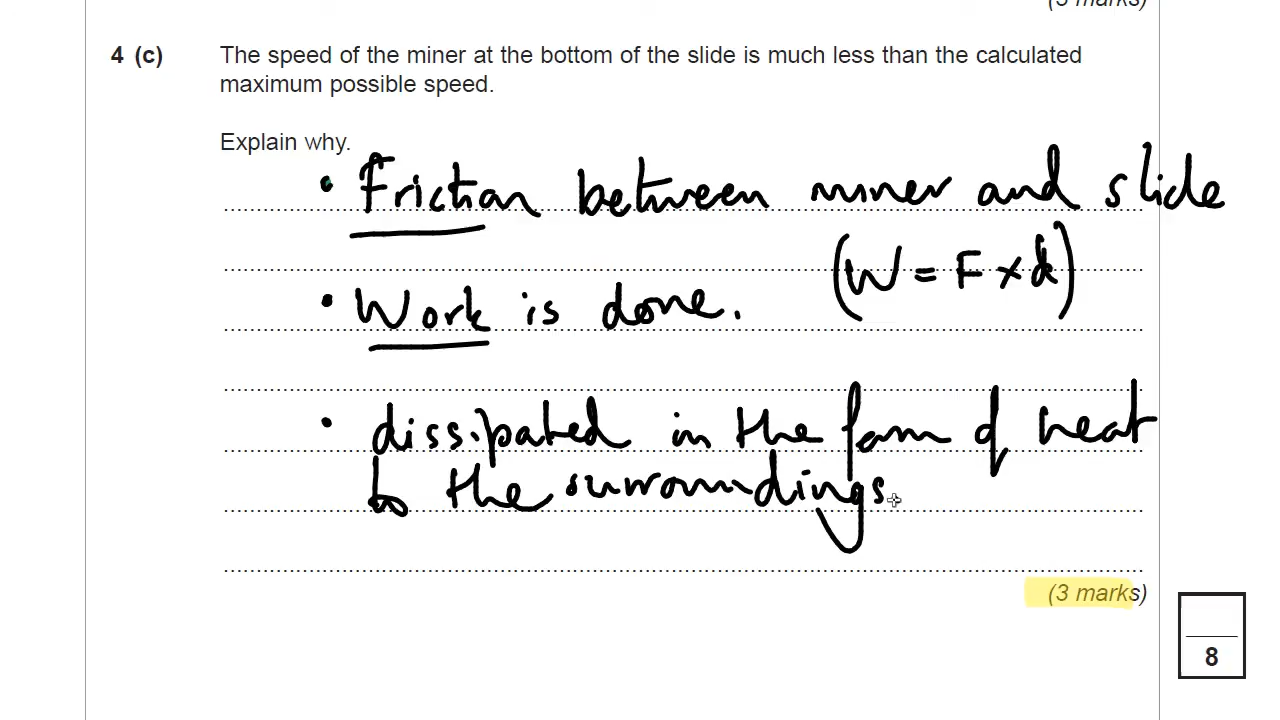 (3 marks)
4 (c) The speed of the miner at the bottom of the slide is much less than the calculated
maximum possible speed.
Explain why.
• Friction between miner and slide
(W = F x d)
• Work is done.
• dissipated in the form of heat
to the surroundings
(3 marks)
8